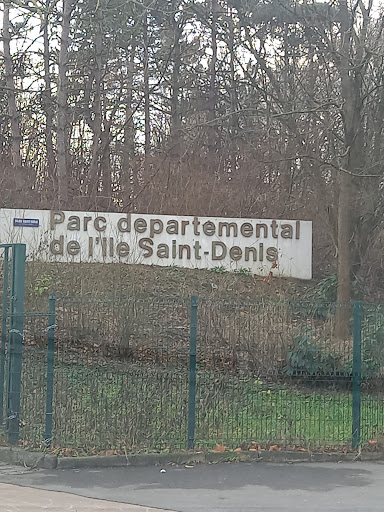 Parc departemental
de l'Ile Saint-Denis